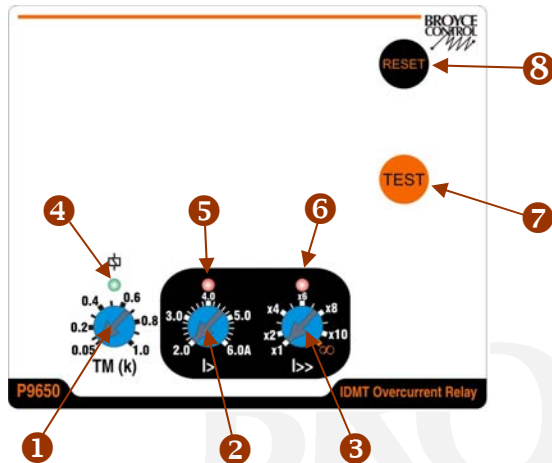 BROYCE
CONTROL
RESET
8
TEST
7
4
5
6
0.05
0.2
0.4
0.6
0.8
1.0
TM (k)
2.0
3.0
4.0
5.0
6.0A
I>
x1
x2
x4
x6
x8
x10
∞
I>>
P9650
IDMT Overcurrent Relay
1
2
3
BRO